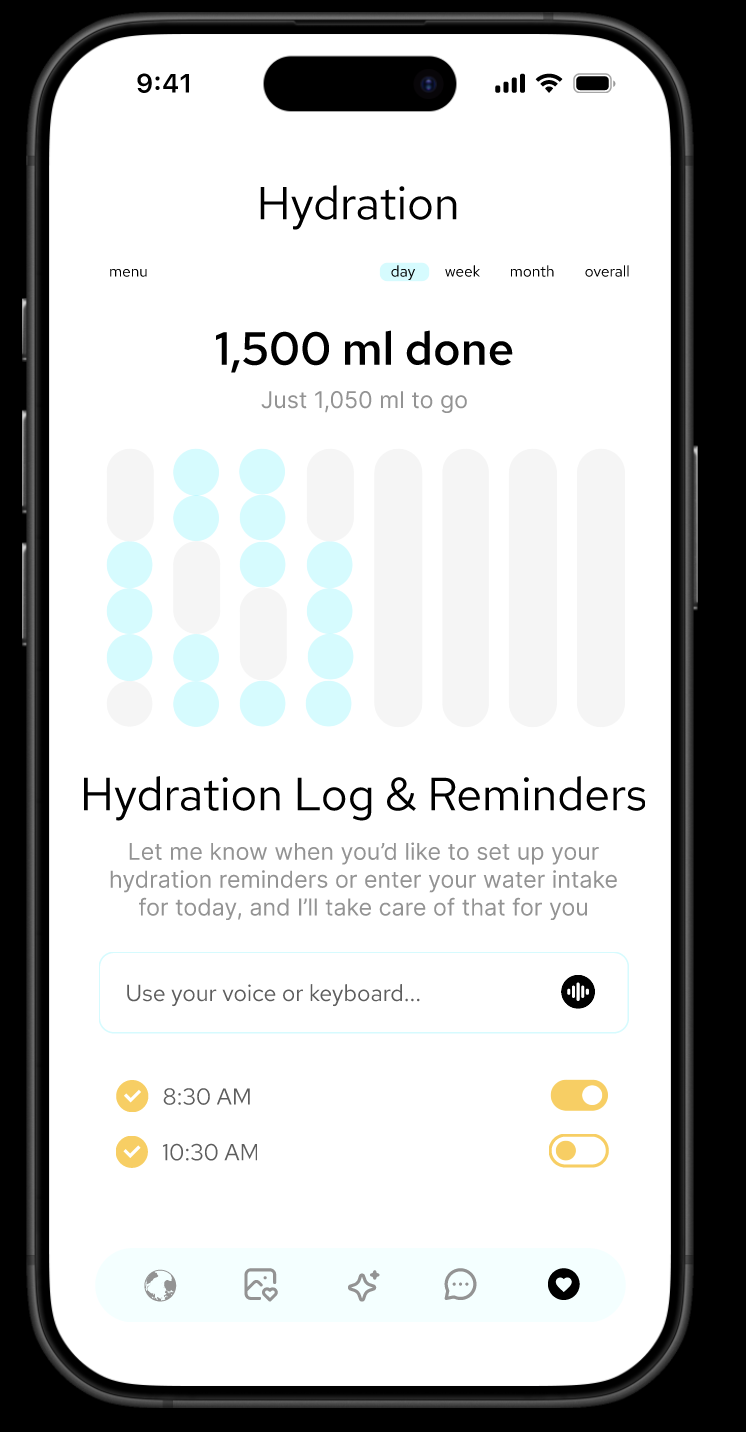 9:41
Hydration
menu day week month overall
1,500 ml done
Just 1,050 ml to go
Hydration Log & Reminders
Let me know when you’d like to set up your
hydration reminders or enter your water intake
for today, and I’ll take care of that for you
Use your voice or keyboard...
8:30 AM
10:30 AM